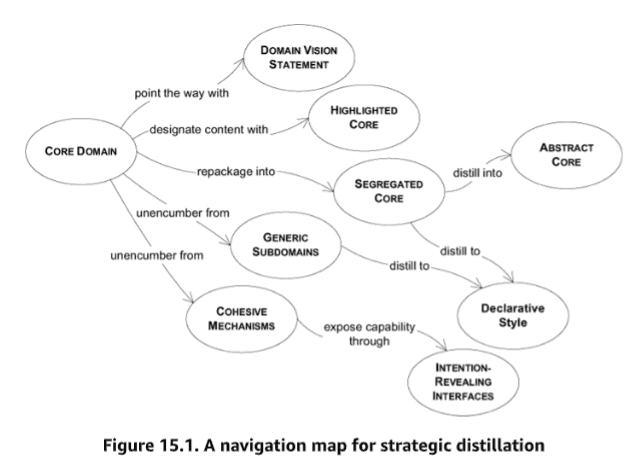 DOMAIN VISION
STATEMENT
point the way with
HIGHLIGHTED
CORE
designate content with
CORE DOMAIN
ABSTRACT
CORE
repackage into
distill into
SEGREGATED
CORE
unencumber from
GENERIC
SUBDOMAINS
distill to
unencumber from
distill to
COHESIVE
MECHANISMS
Declarative
Style
expose capability
through
INTENTION-
REVEALING
INTERFACES
Figure 15.1. A navigation map for strategic distillation